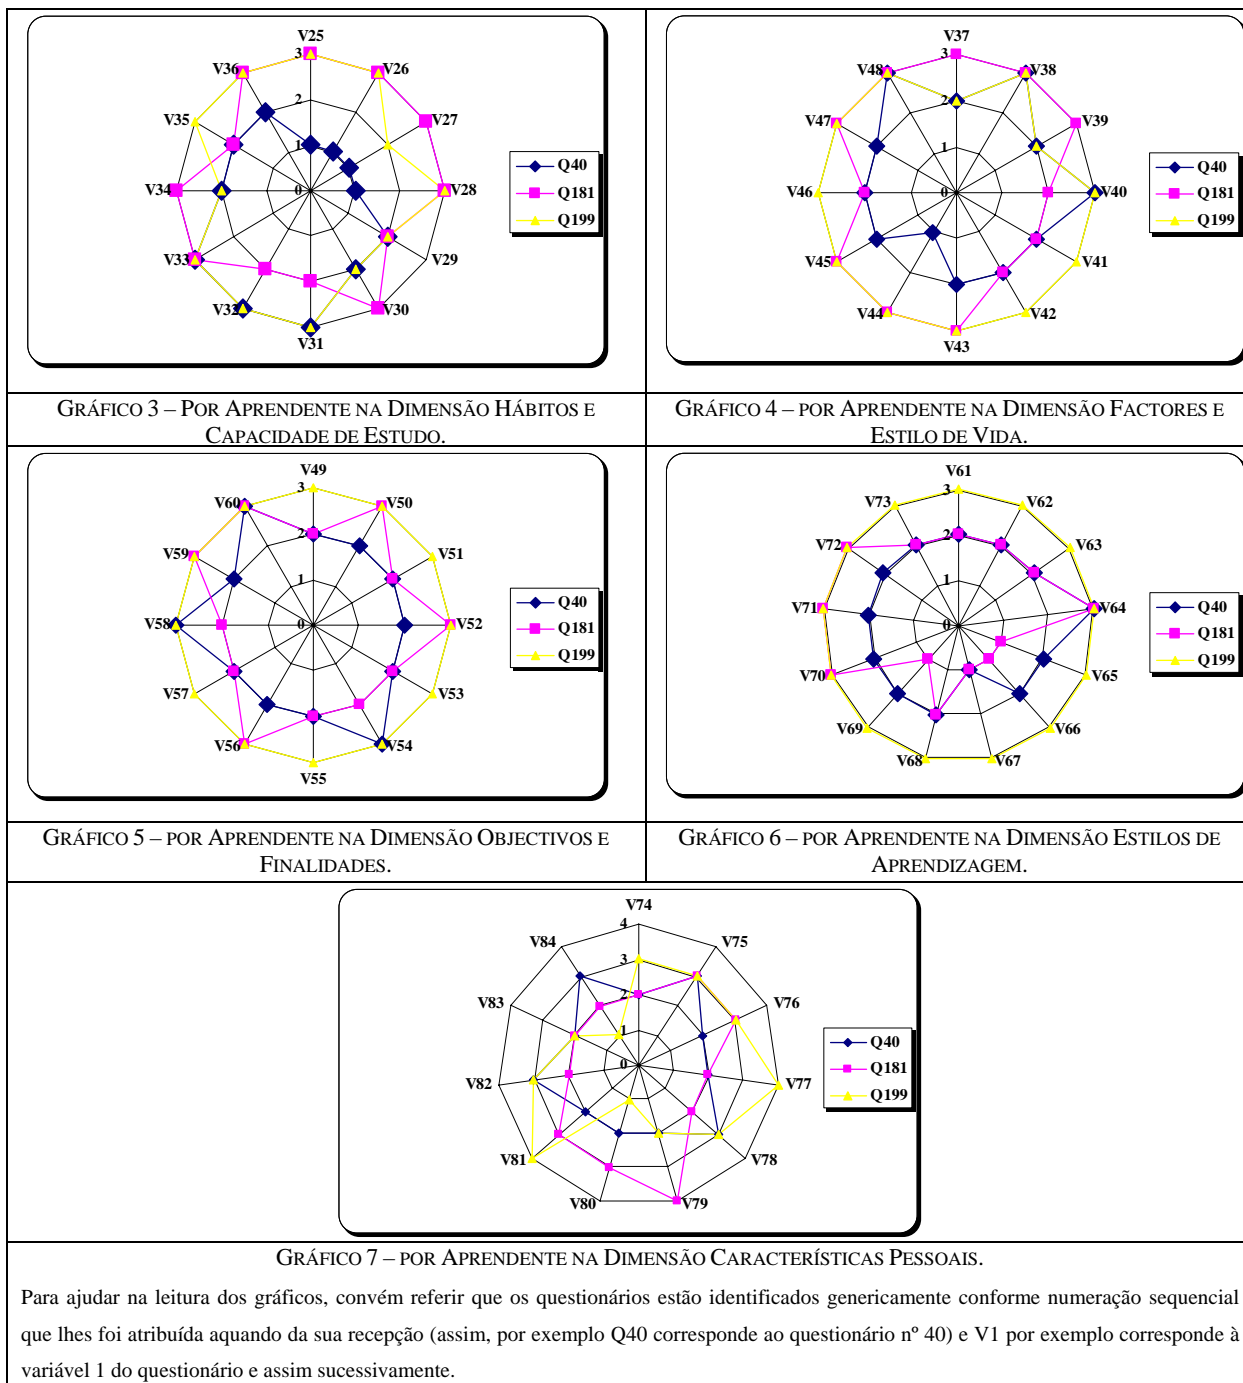 V25
3
V36
V26
2
V35
V27
1
V34
0
V28
V33
V29
V32
V30
V31
Q40
Q181
Q199
V37
3
V48
V38
2
V47
V39
1
V46
0
V40
V45
V41
V44
V42
V43
Q40
Q181
Q199
GRÁFICO 3 – POR APRENDENTE NA DIMENSÃO HÁBITOS E
CAPACIDADE DE ESTUDO.
GRÁFICO 4 – POR APRENDENTE NA DIMENSÃO FACTORES E
ESTILO DE VIDA.
V49
3
V60
V50
2
V59
V51
1
V58
0
V52
V57
V53
V56
V54
V55
Q40
Q181
Q199
V61
3
V73
V62
2
V72
V63
1
V71
0
V64
V70
V65
V69
V66
V68
V67
Q40
Q181
Q199
GRÁFICO 5 – POR APRENDENTE NA DIMENSÃO OBJECTIVOS E
FINALIDADES.
GRÁFICO 6 – POR APRENDENTE NA DIMENSÃO ESTILOS DE
APRENDIZAGEM.
V74
4
V84
V75
3
V83
V76
2
1
V82
0
V77
V81
V78
V80
V79
Q40
Q181
Q199
GRÁFICO 7 – POR APRENDENTE NA DIMENSÃO CARACTERÍSTICAS PESSOAIS.
Para ajudar na leitura dos gráficos, convém referir que os questionários estão identificados genericamente conforme numeração sequencial
que lhes foi atribuída aquando da sua recepção (assim, por exemplo Q40 corresponde ao questionário nº 40) e V1 por exemplo corresponde à
variável 1 do questionário e assim sucessivamente.